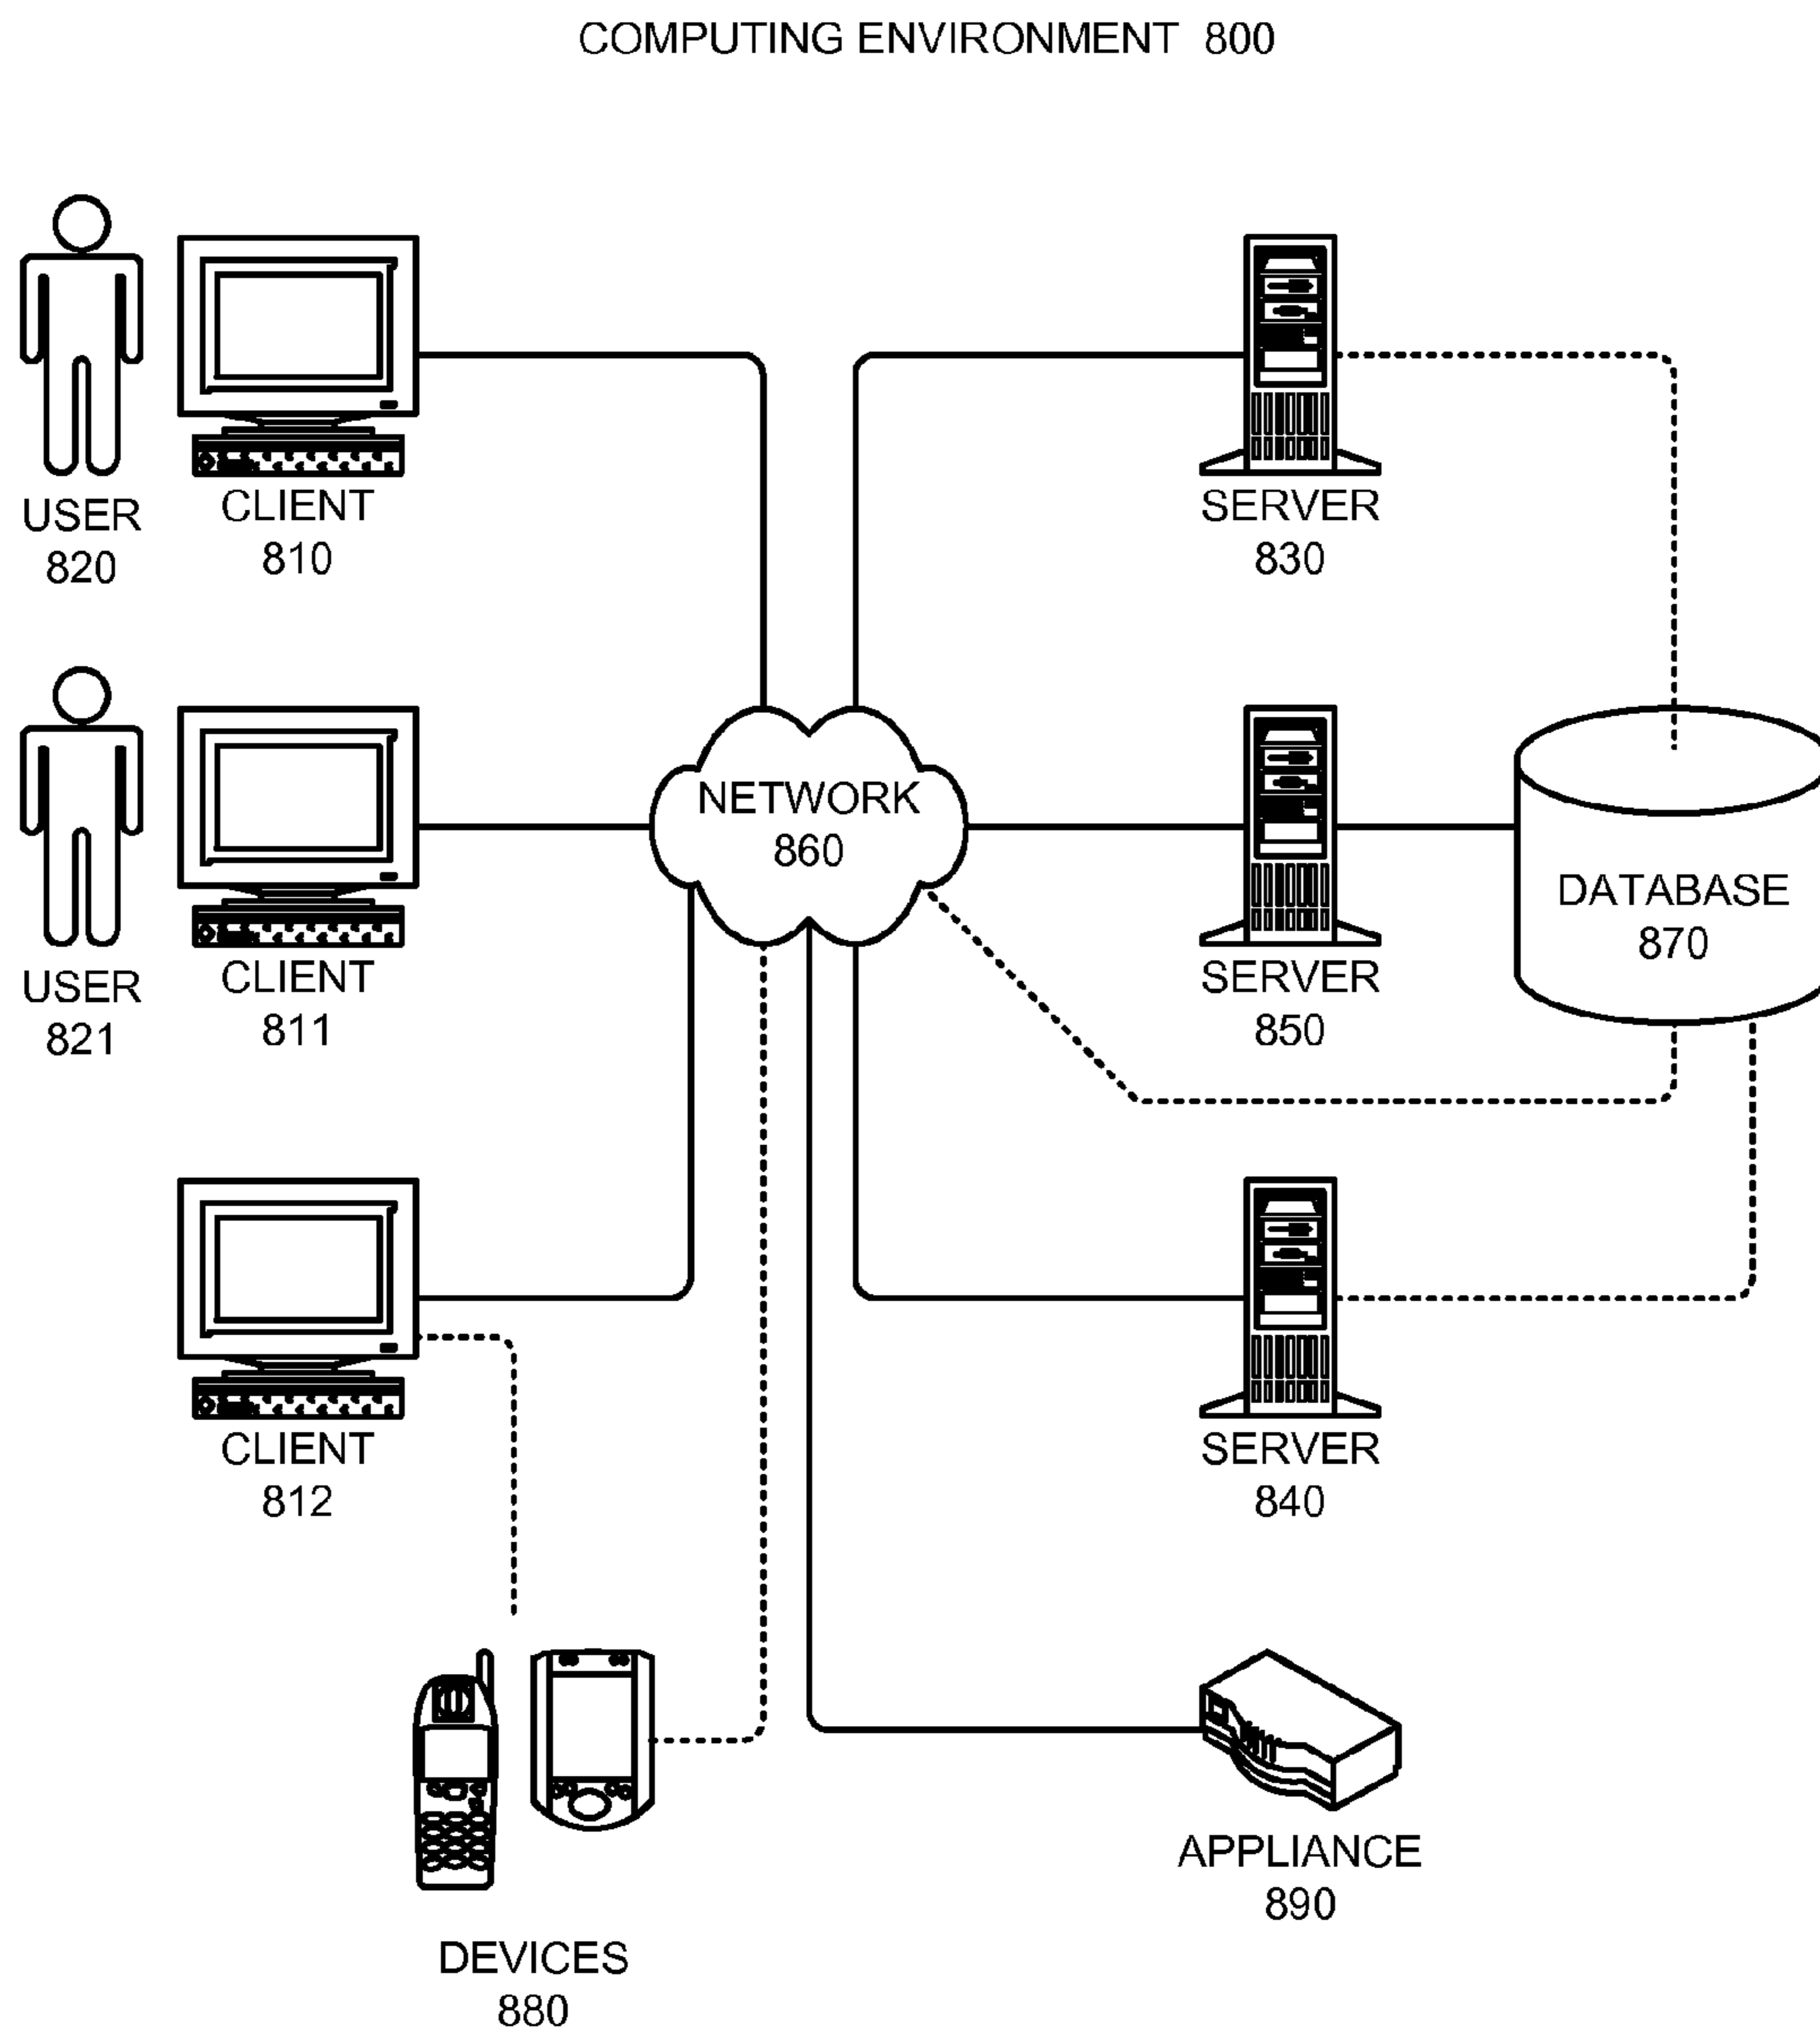 COMPUTING ENVIRONMENT 800
USER
820
CLIENT
810
SERVER
830
NETWORK
860
DATABASE
870
USER
821
CLIENT
811
SERVER
850
CLIENT
812
SERVER
840
APPLIANCE
890
DEVICES
880